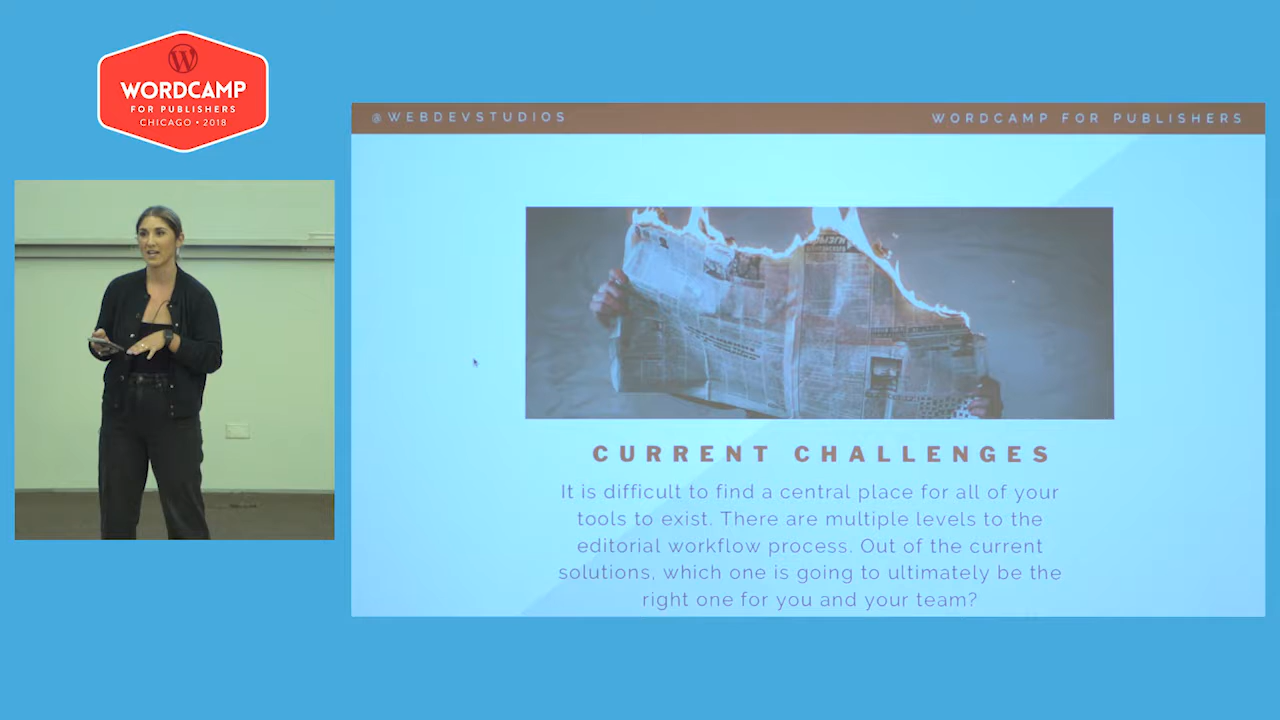 WORDCAMP
FOR PUBLISHERS
CHICAGO • 2018
@WEBDEVSTUDIOS
WORDCAMP FOR PUBLISHERS
CURRENT CHALLENGES
It is difficult to find a central place for all of your
tools to exist. There are multiple levels to the
editorial workflow process. Out of the current
solutions, which one is going to ultimately be the
right one for you and your team?